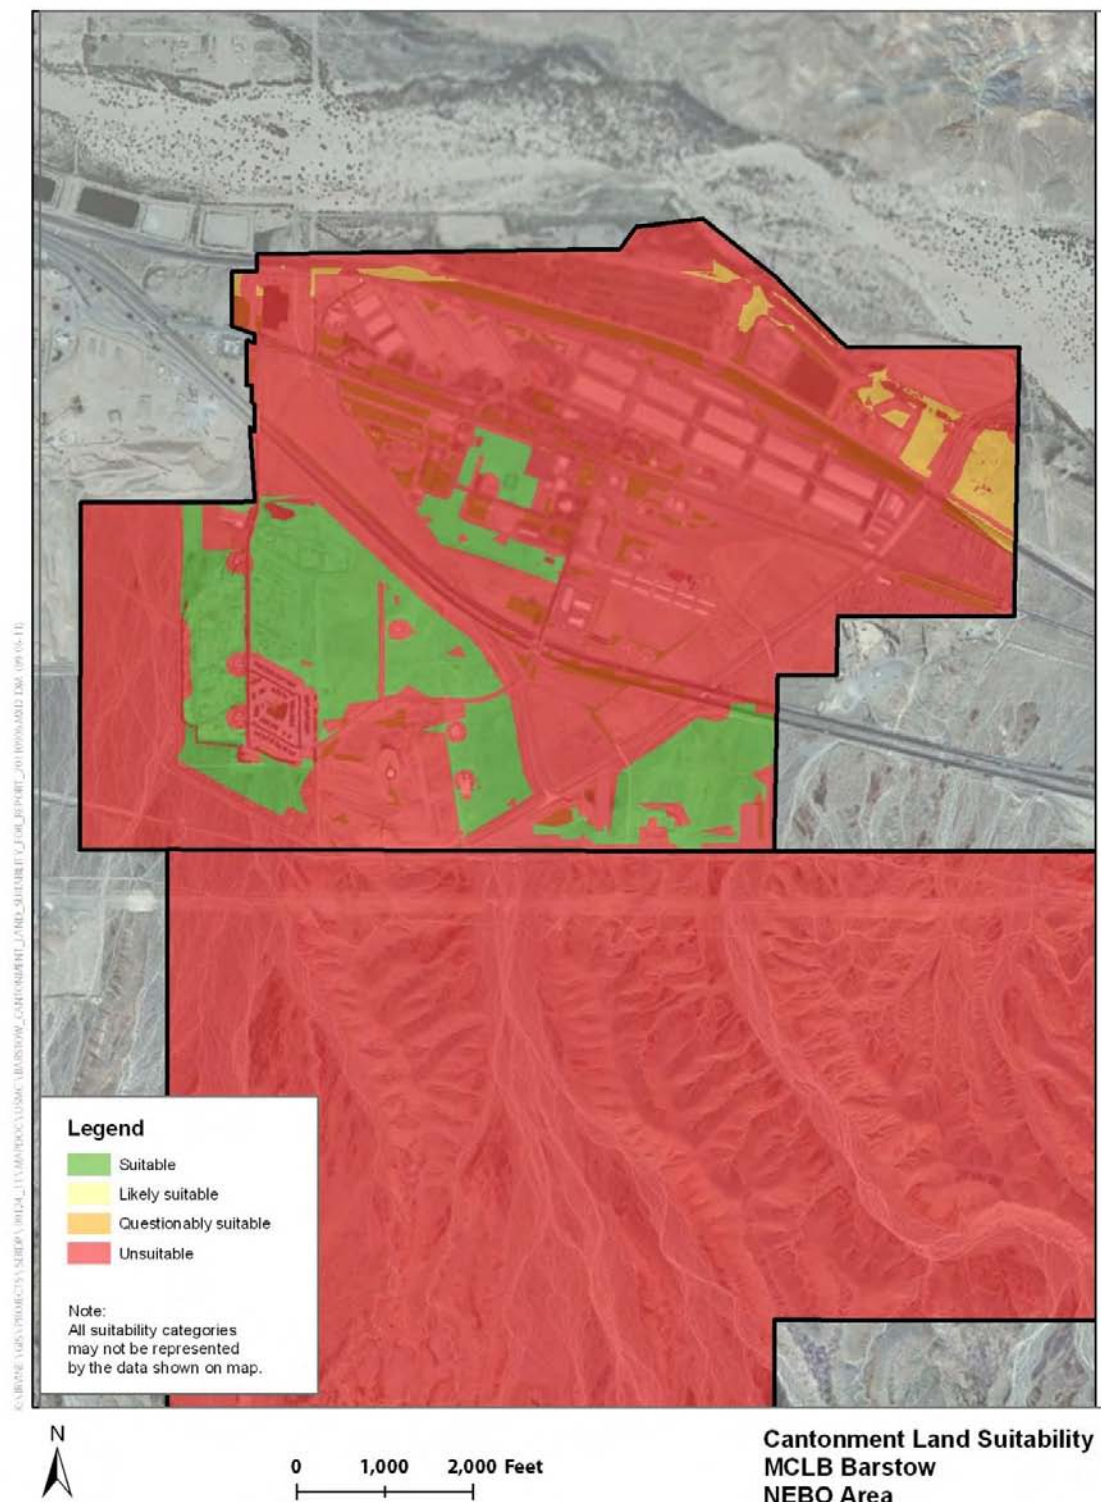 Legend
Suitable
Likely suitable
Questionably suitable
Unsuitable
Note:
All suitability categories
may not be represented
by the data shown on map.
N
0 1,000 2,000 Feet
Cantonment Land Suitability
MCLB Barstow
NEBO Area